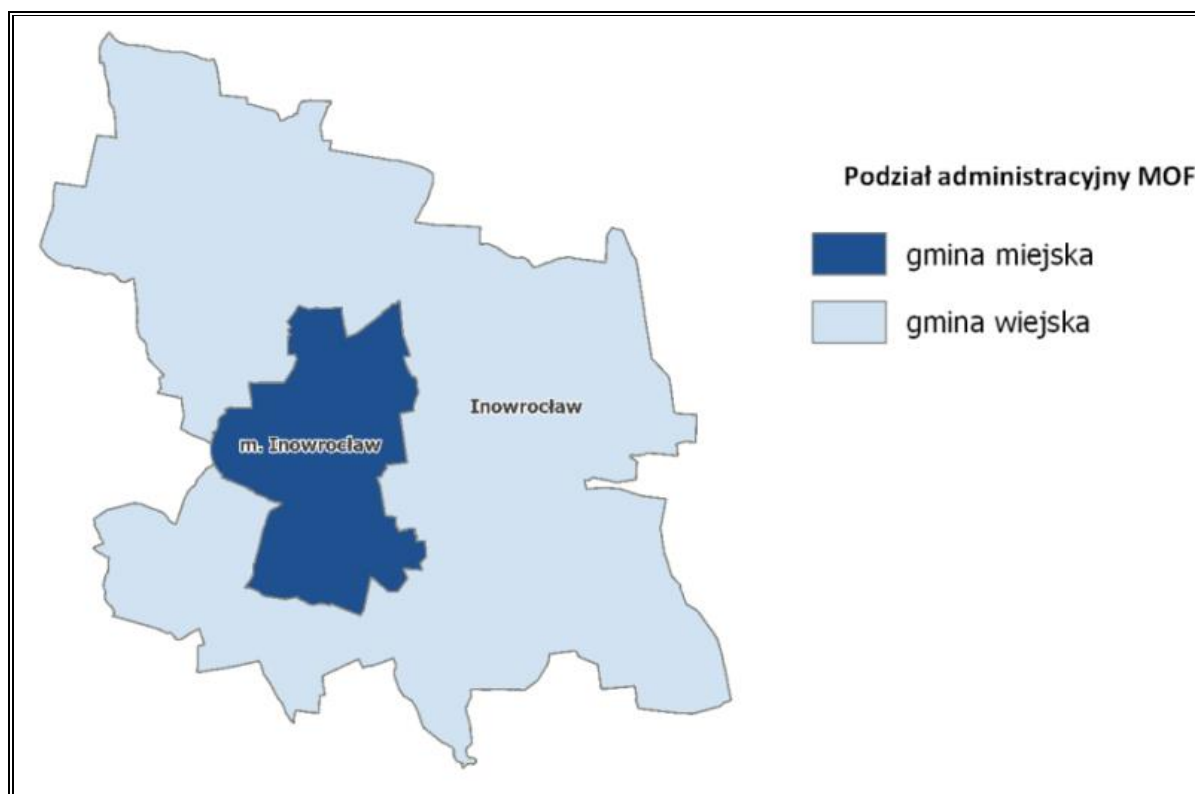 Podział administracyjny MOF
gmina miejska
gmina wiejska
Inowrocław
m. Inowrocław